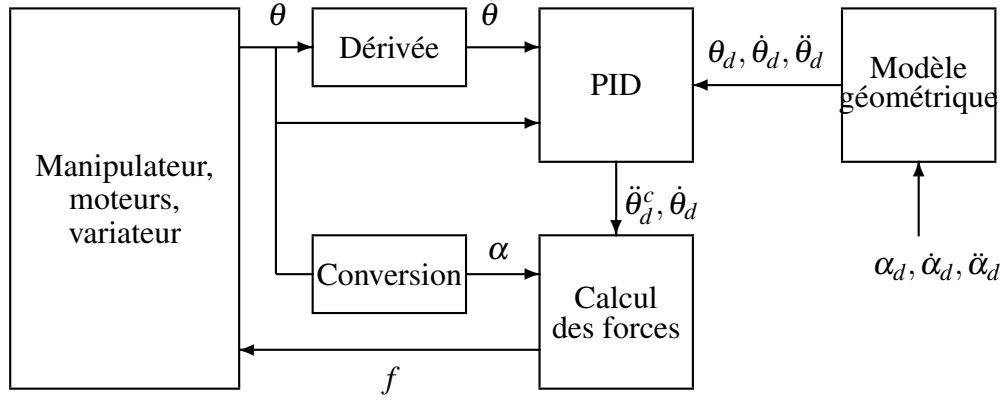 θ
Dérivée
θ
PID
θ_d, θ̇_d, θ̈_d
Modèle
géométrique
Manipulateur,
moteurs,
variateur
θ̈_d^c, θ̇_d
α_d, α̇_d, α̈_d
Conversion
α
Calcul
des forces
f